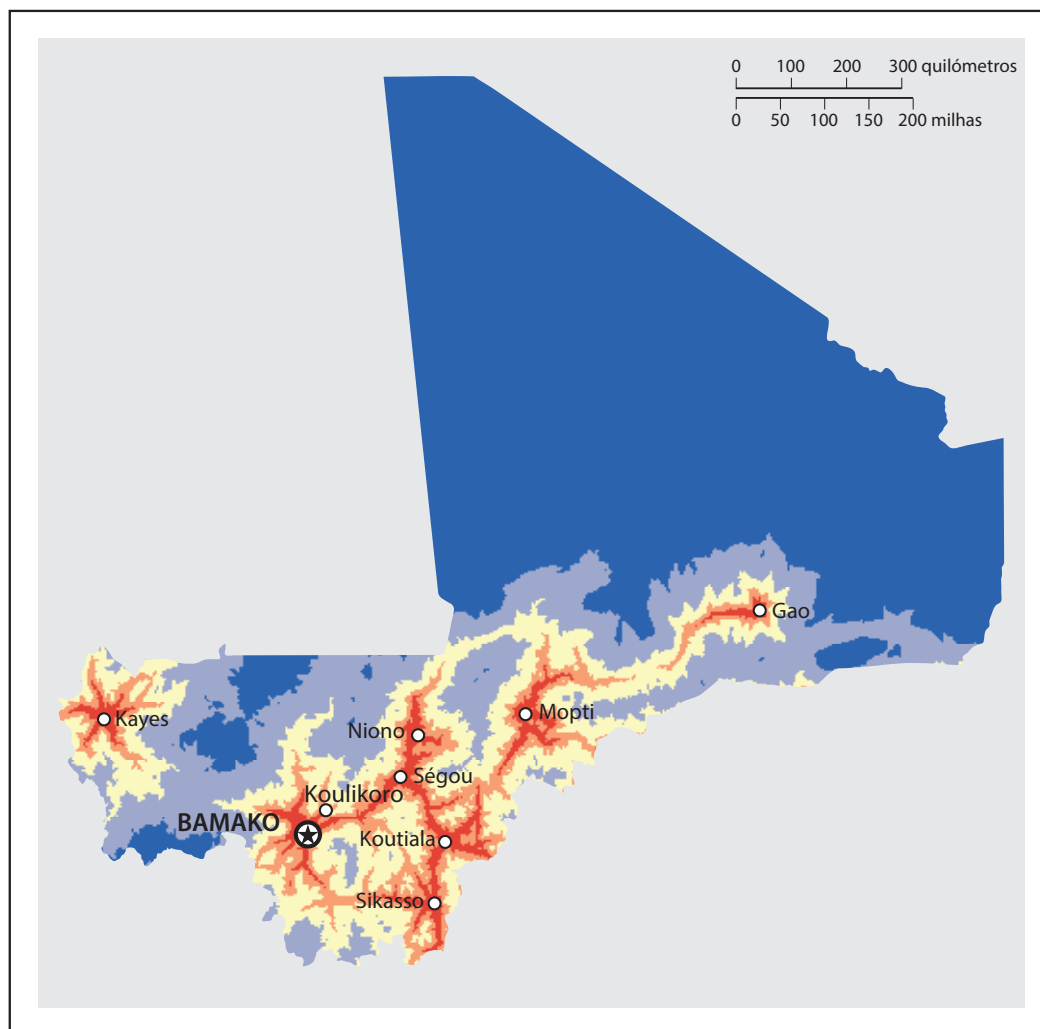 0 100 200 300 quilómetros
0 50 100 150 200 milhas
Gao
Kayes
Mopti
Niono
Ségou
Koulikoro
BAMAKO
Koutiala
Sikasso